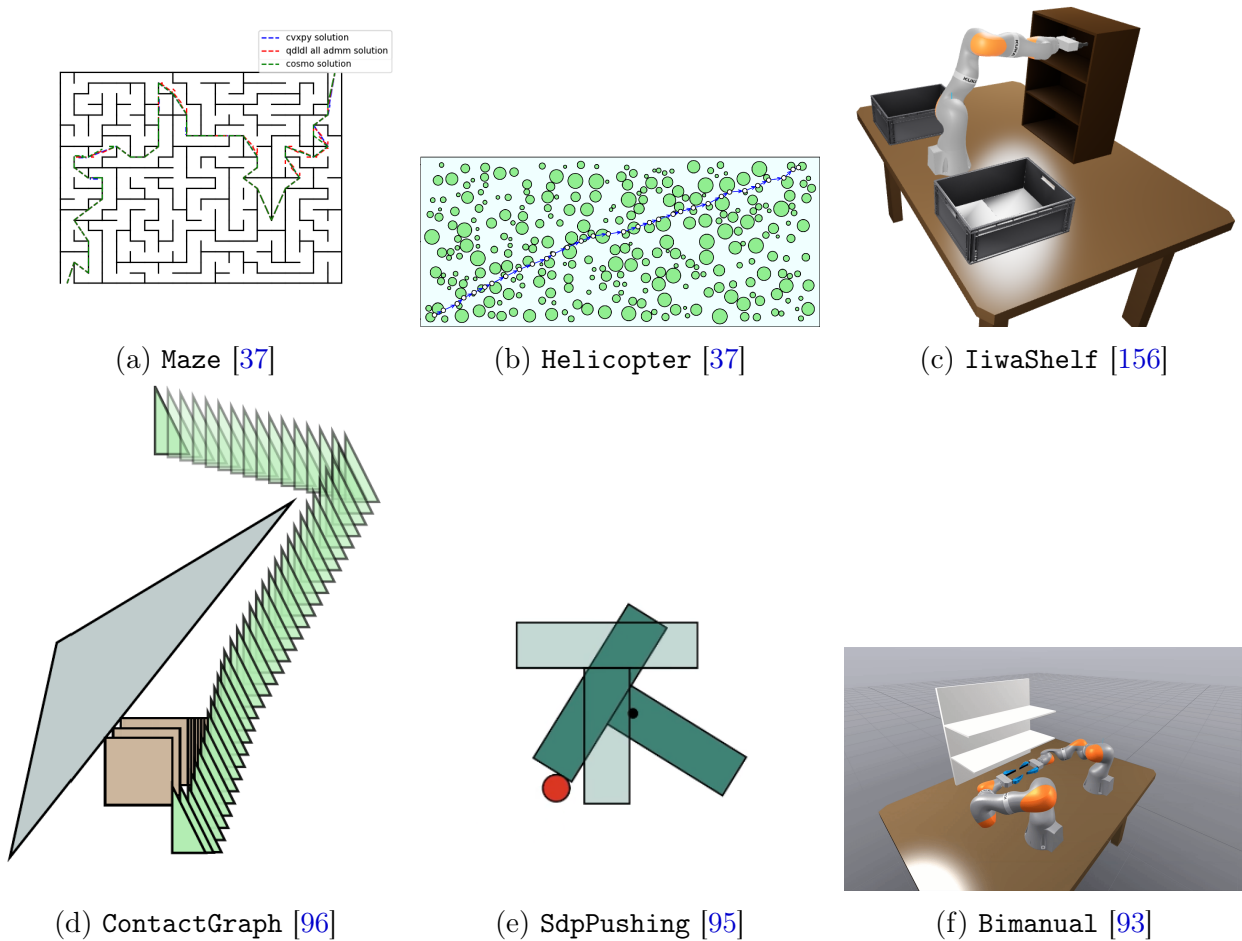 cvxpy solution
qdldl all admm solution
cosmo solution
(a) Maze [37]
(b) Helicopter [37]
KUKA
(c) IiwaShelf [156]
(d) ContactGraph [96]
(e) SdpPushing [95]
(f) Bimanual [93]